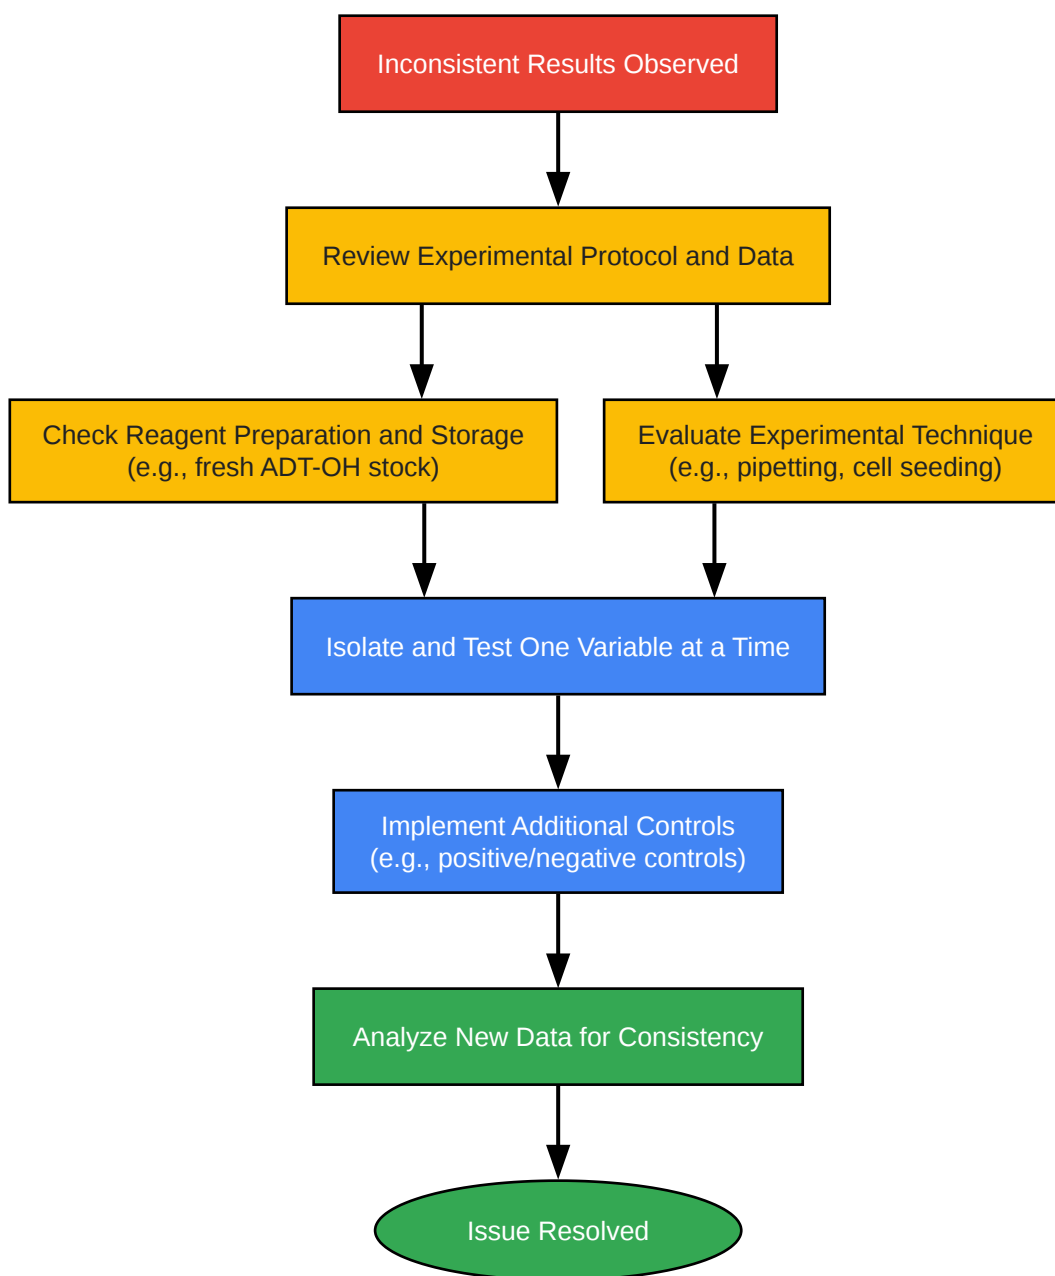 Inconsistent Results Observed
Review Experimental Protocol and Data
Check Reagent Preparation and Storage
(e.g., fresh ADT-OH stock)
Evaluate Experimental Technique
(e.g., pipetting, cell seeding)
Isolate and Test One Variable at a Time
Implement Additional Controls
(e.g., positive/negative controls)
Analyze New Data for Consistency
Issue Resolved